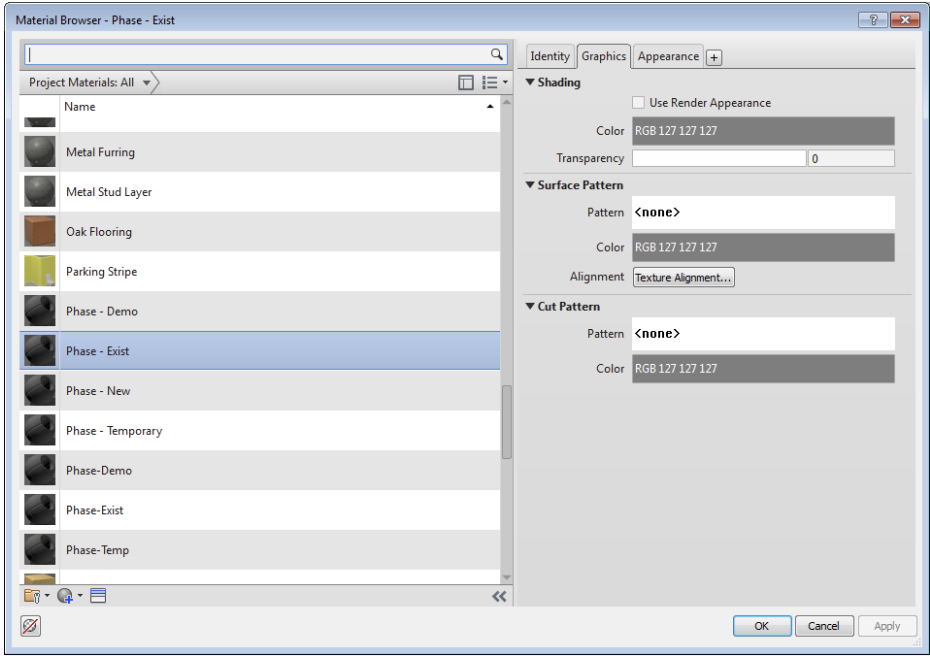 Material Browser - Phase - Exist
Project Materials: All
Name
Metal Furring
Metal Stud Layer
Oak Flooring
Parking Stripe
Phase - Demo
Phase - Exist
Phase - New
Phase - Temporary
Phase-Demo
Phase-Exist
Phase-Temp
Identity Graphics Appearance +
Shading
Use Render Appearance
Color RGB 127 127 127
Transparency 0
Surface Pattern
Pattern <none>
Color RGB 127 127 127
Alignment Texture Alignment...
Cut Pattern
Pattern <none>
Color RGB 127 127 127
OK Cancel Apply